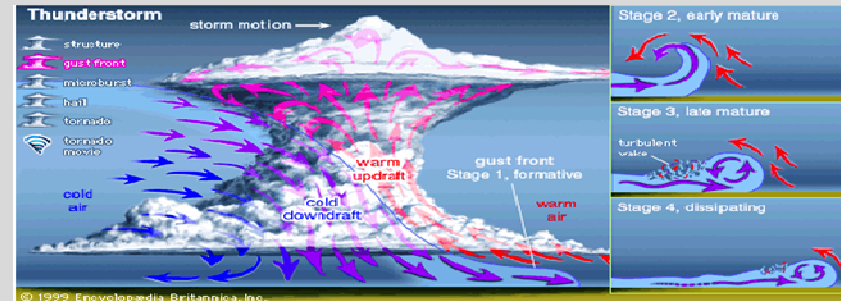 Thunderstorm
storm motion
structure
gust front
microburst
hail
tornado
tornado
movie
cold
air
warm
updraft
cold
downdraft
gust front
Stage 1, formative
warm
air
© 1999 Encyclopædia Britannica, Inc.
Stage 2, early mature
Stage 3, late mature
turbulent
wake
Stage 4, dissipating